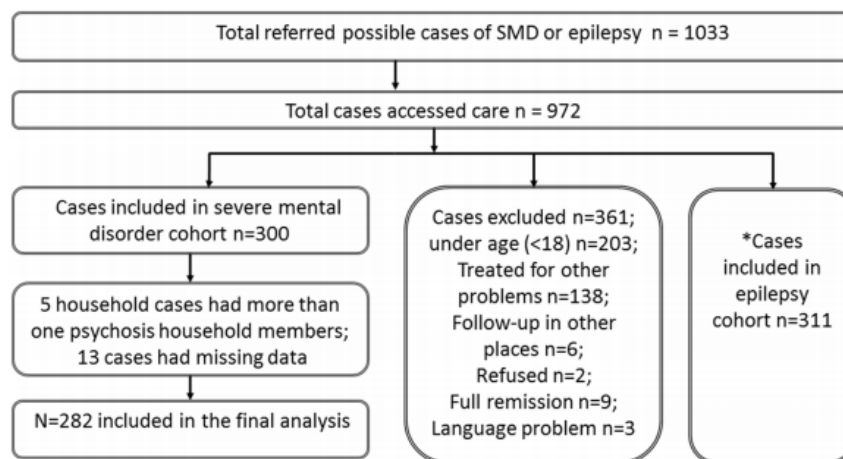 Total referred possible cases of SMD or epilepsy n = 1033
Total cases accessed care n = 972
Cases included in severe mental
disorder cohort n=300
5 household cases had more than
one psychosis household members;
13 cases had missing data
N=282 included in the final analysis
Cases excluded n=361;
under age (<18) n=203;
Treated for other
problems n=138;
Follow-up in other
places n=6;
Refused n=2;
Full remission n=9;
Language problem n=3
*Cases
included in
epilepsy
cohort n=311